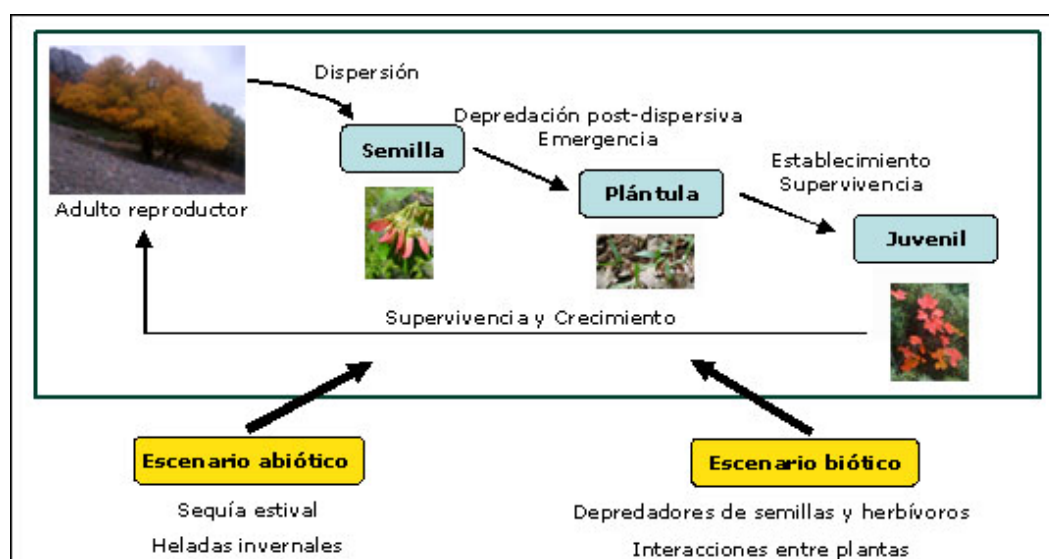 Dispersión
Depredación post-dispersiva
Emergencia
Semilla
Establecimiento
Supervivencia
Plántula
Adulto reproductor
Juvenil
Supervivencia y Crecimiento
Escenario abiótico
Escenario biótico
Sequía estival
Depredadores de semillas y herbívoros
Heladas invernales
Interacciones entre plantas